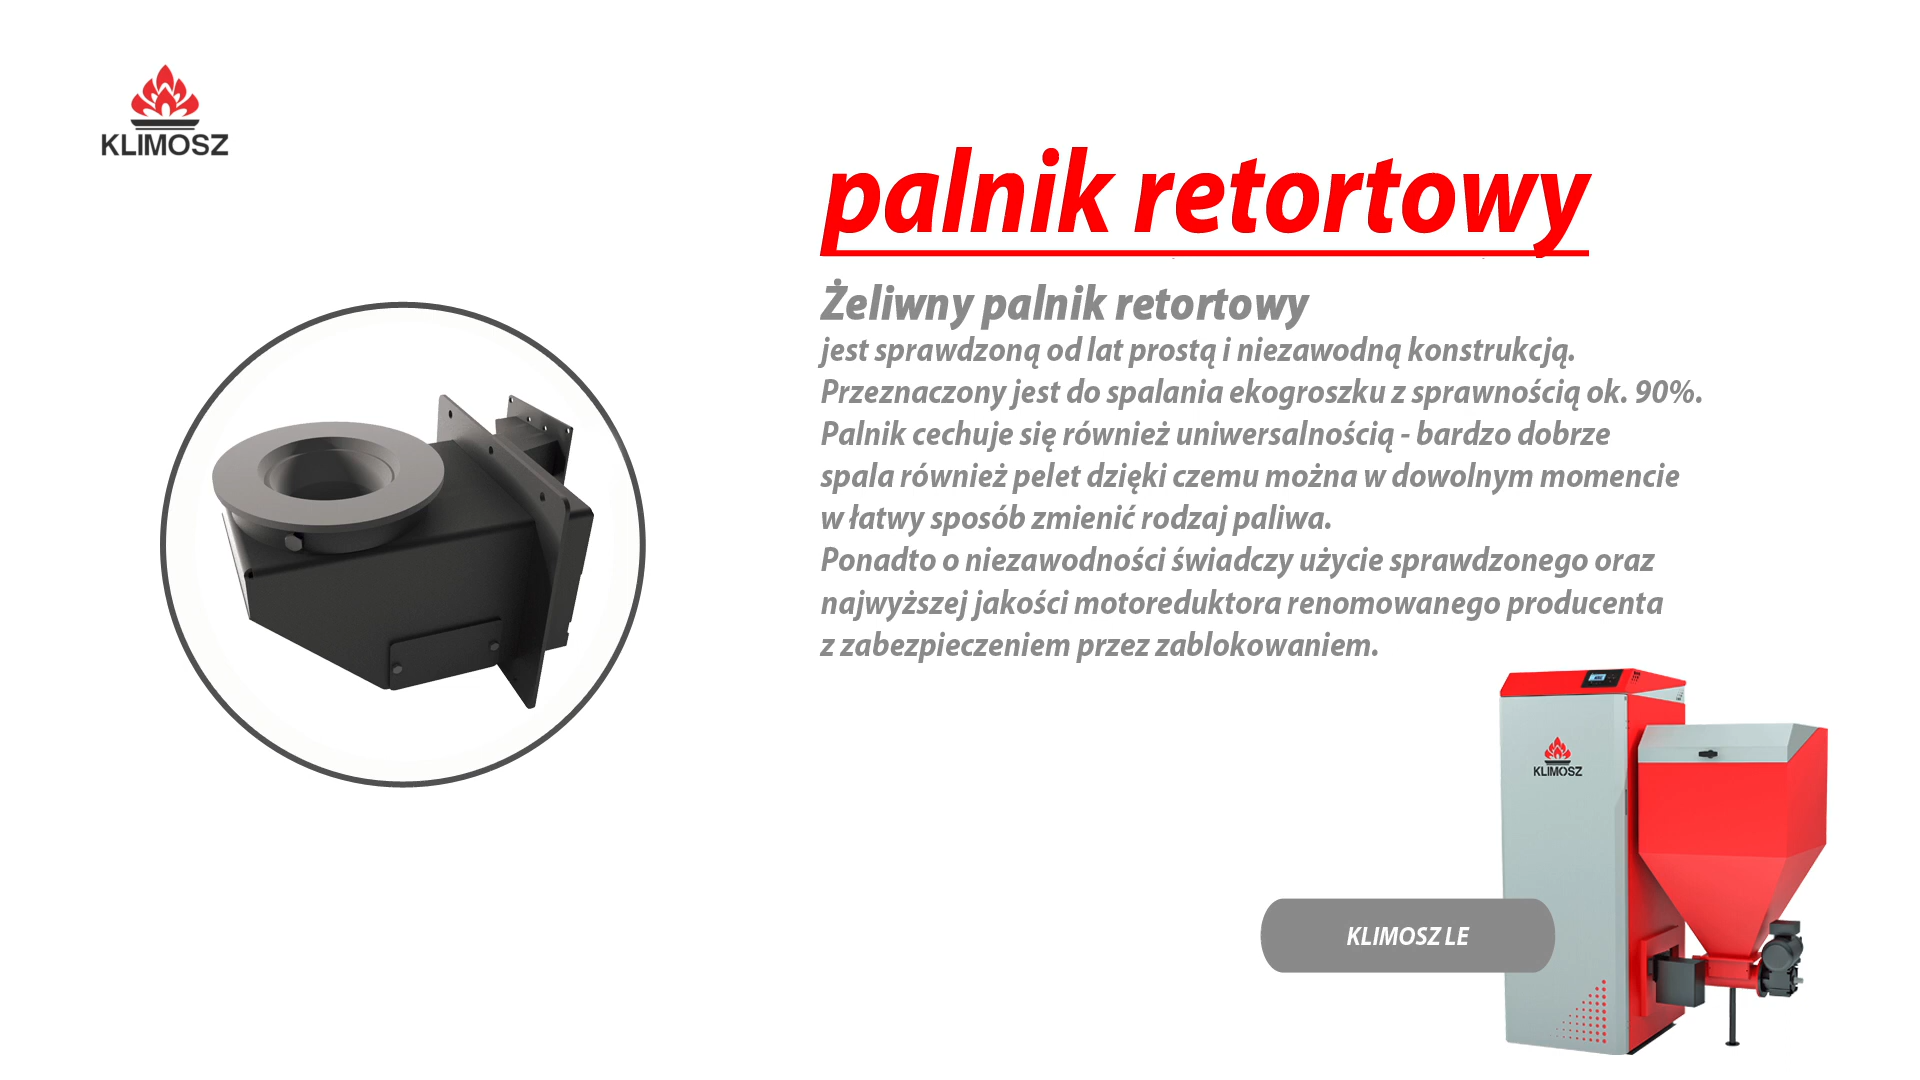 KLIMOSZ
palnik retortowy
Żeliwny palnik retortowy
jest sprawdzoną od lat prostą i niezawodną konstrukcją.
Przeznaczony jest do spalania ekogroszku z sprawnością ok. 90%.
Palnik cechuje się również uniwersalnością - bardzo dobrze
spala również pelet dzięki czemu można w dowolnym momencie
w łatwy sposób zmienić rodzaj paliwa.
Ponadto o niezawodności świadczy użycie sprawdzonego oraz
najwyższej jakości motoreduktora renomowanego producenta
z zabezpieczeniem przez zablokowaniem.
KLIMOSZ
KLIMOSZ LE